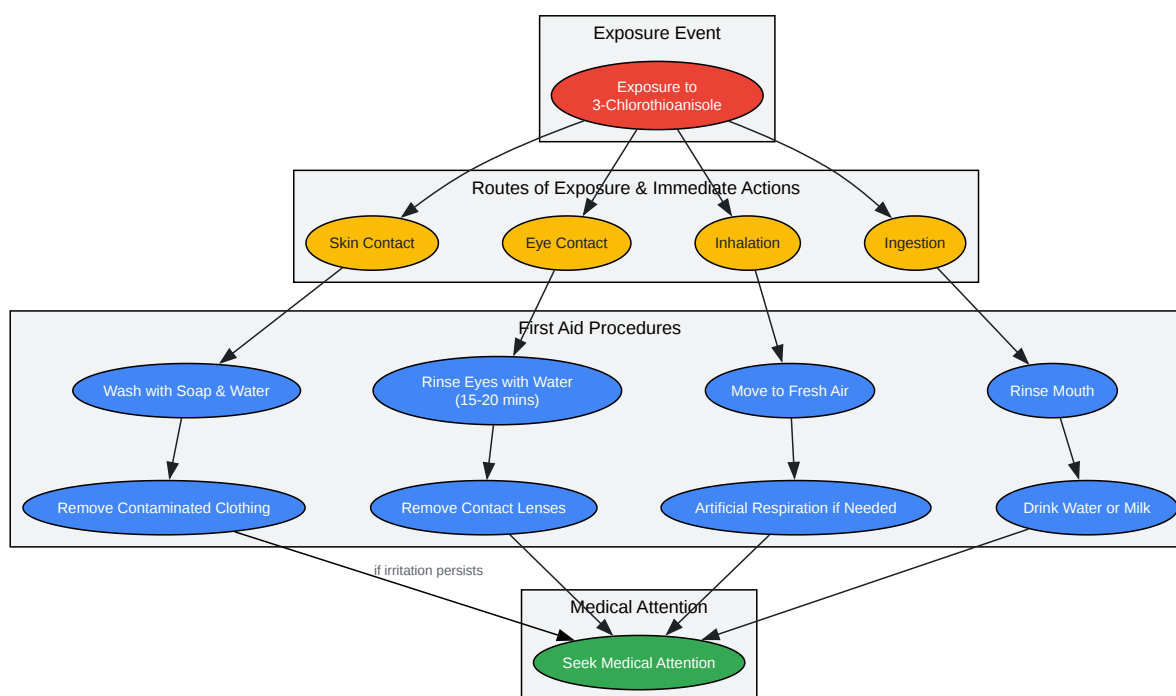 Exposure Event
Exposure to
3-Chlorothioanisole
Routes of Exposure & Immediate Actions
Skin Contact
Eye Contact
Inhalation
Ingestion
First Aid Procedures
Wash with Soap & Water
Rinse Eyes with Water
(15-20 mins)
Move to Fresh Air
Rinse Mouth
Remove Contaminated Clothing
Remove Contact Lenses
Artificial Respiration if Needed
Drink Water or Milk
if irritation persists
Medical Attention
Seek Medical Attention